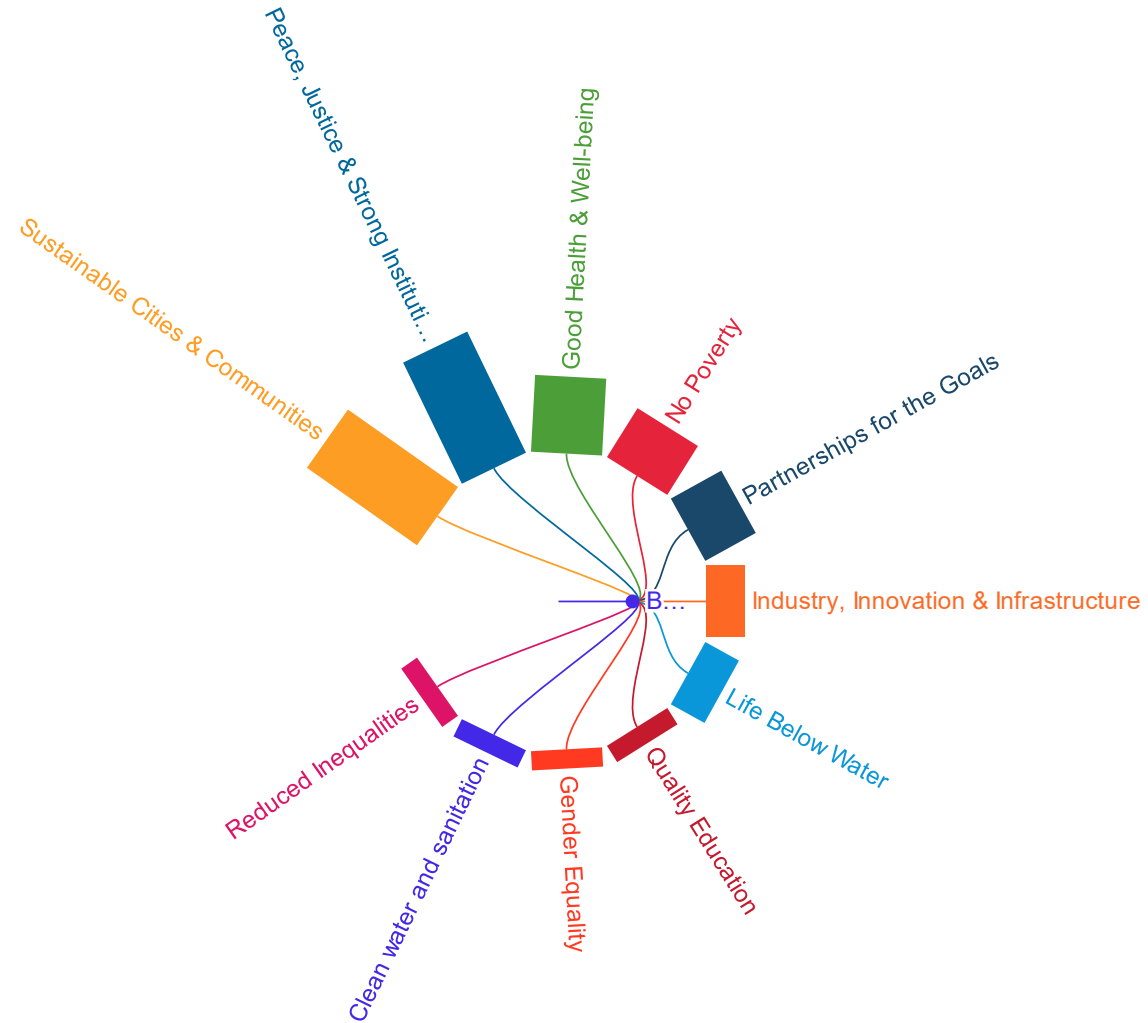 Peace, Justice & Strong Instituti...
Good Health & Well-being
Sustainable Cities & Communities
No Poverty
Partnerships for the Goals
B...
Industry, Innovation & Infrastructure
Life Below Water
Reduced Inequalities
Quality Education
Clean water and sanitation
Gender Equality